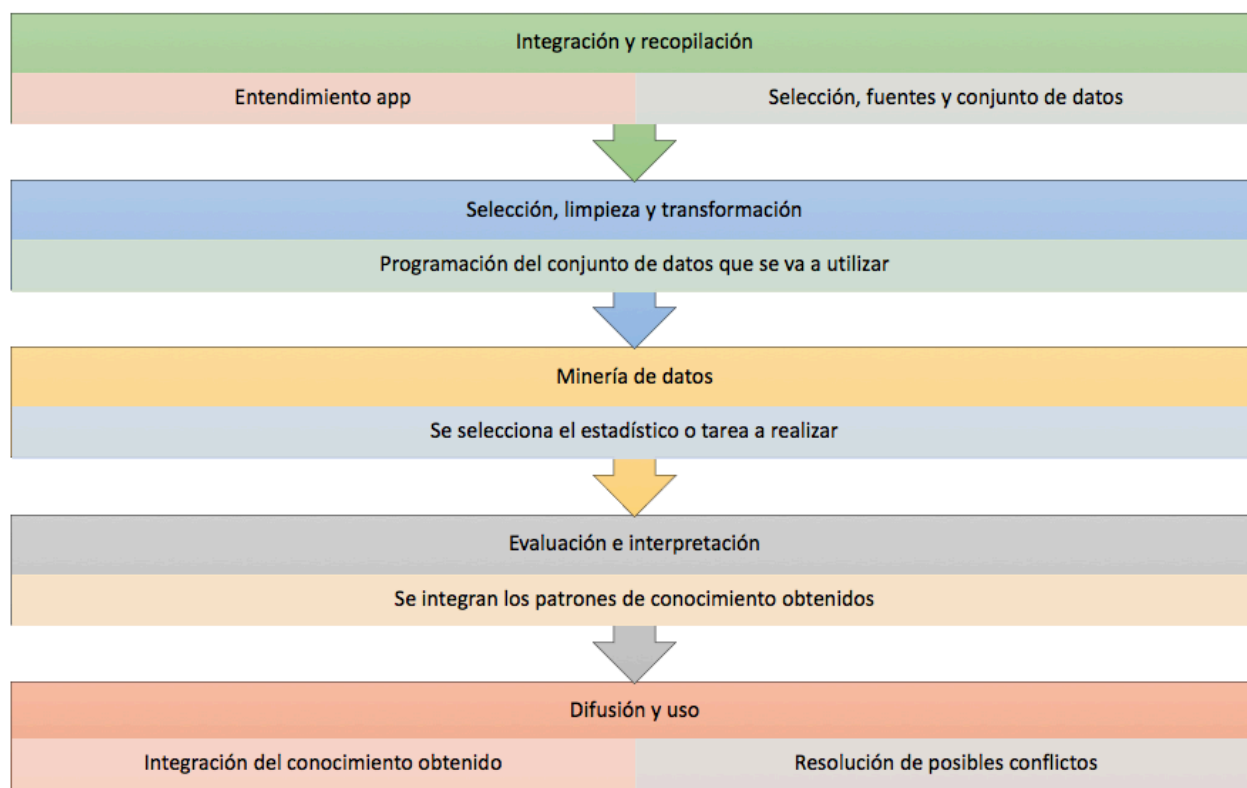 Integración y recopilación
Entendimiento app
Selección, fuentes y conjunto de datos
Selección, limpieza y transformación
Programación del conjunto de datos que se va a utilizar
Minería de datos
Se selecciona el estadístico o tarea a realizar
Evaluación e interpretación
Se integran los patrones de conocimiento obtenidos
Difusión y uso
Integración del conocimiento obtenido
Resolución de posibles conflictos